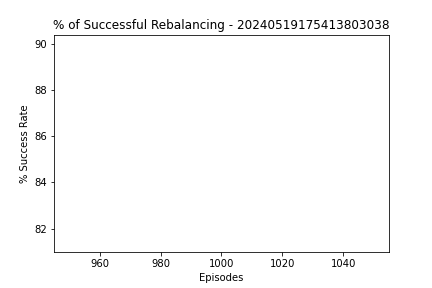 % of Successful Rebalancing - 20240519175413803038
90
88
86
84
82
% Success Rate
960 980 1000 1020 1040
Episodes